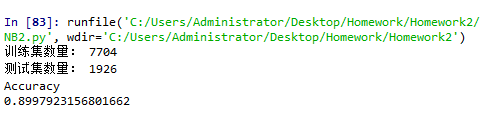 In [83]: runfile('C:/Users/Administrator/Desktop/Homework/Homework2/
NB2.py', wdir='C:/Users/Administrator/Desktop/Homework/Homework2')
训练集数量： 7704
测试集数量： 1926
Accuracy
0.8997923156801662